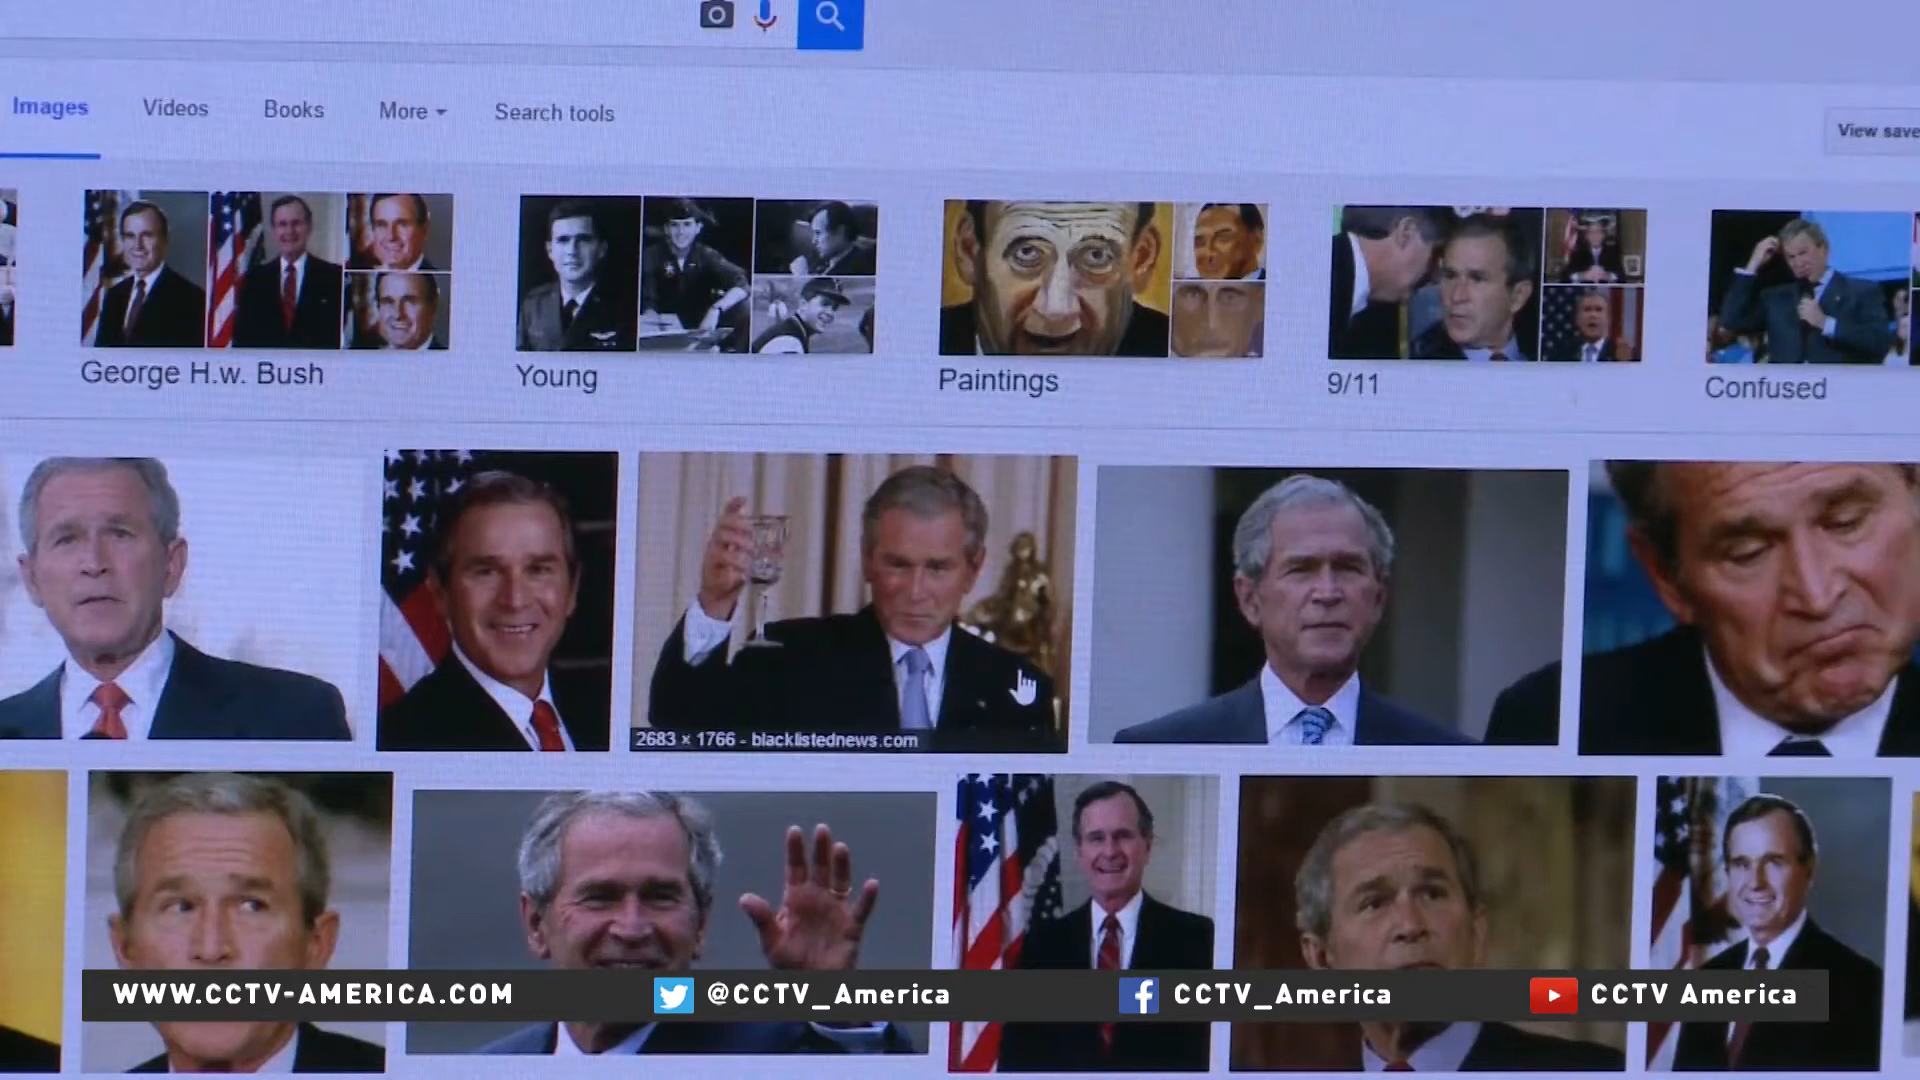 Images Videos Books More Search tools
View save
George H.w. Bush Young Paintings 9/11 Confused
2683 × 1766 - blacklistednews.com
WWW.CCTV-AMERICA.COM @CCTV_America CCTV_America CCTV America